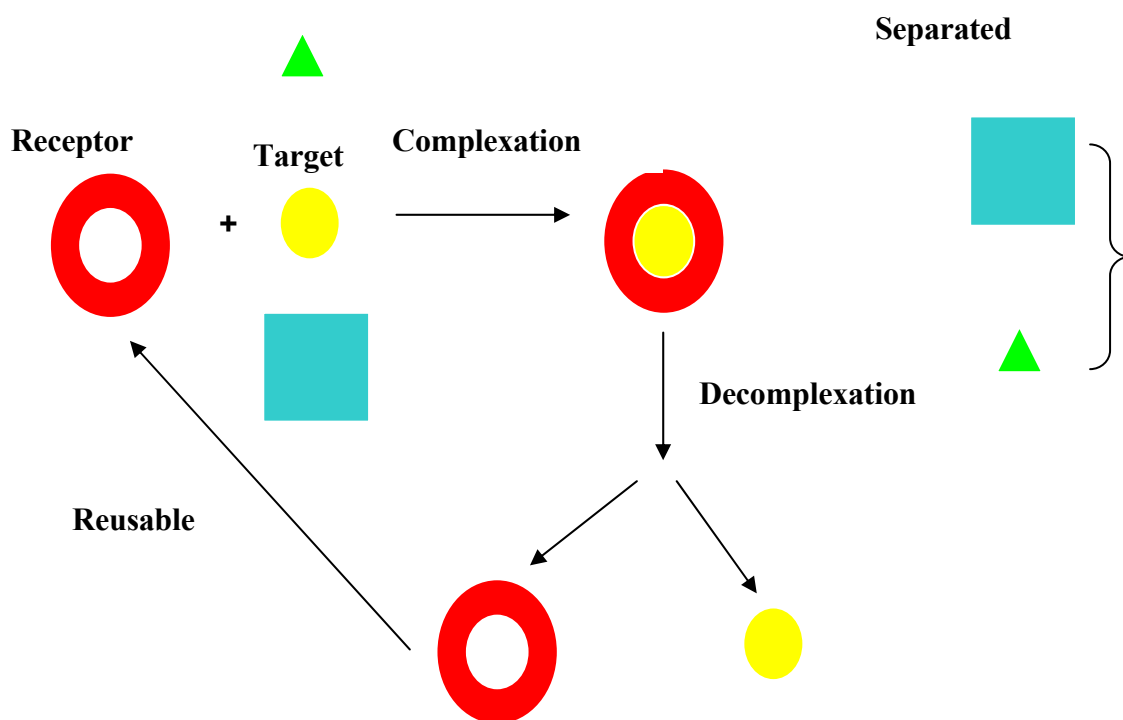 Separated
Receptor
Target
Complexation
+
Decomplexation
Reusable